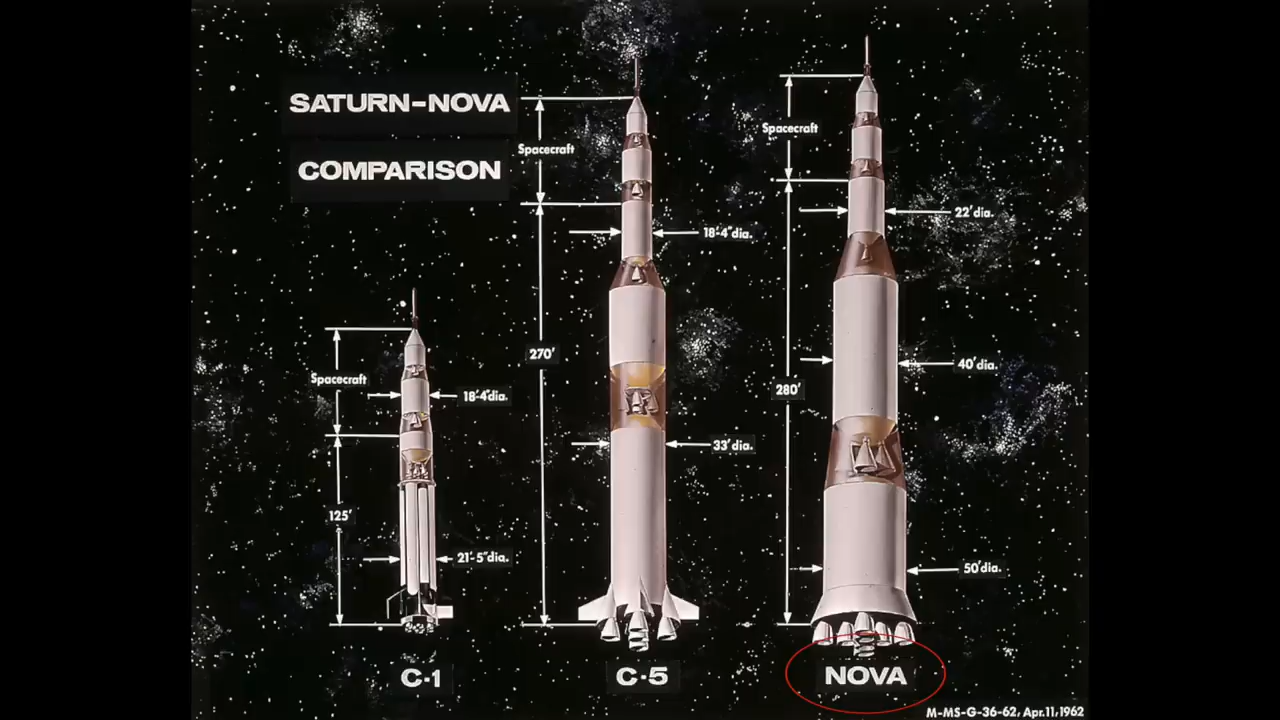 SATURN-NOVA
COMPARISON
Spacecraft
18'-4"dia.
125'
21'-5"dia.
C-1
Spacecraft
18'-4"dia.
270'
33'dia.
C-5
Spacecraft
22'dia.
280'
40'dia.
50'dia.
NOVA
M-MS-G-36-62, Apr.11,1962